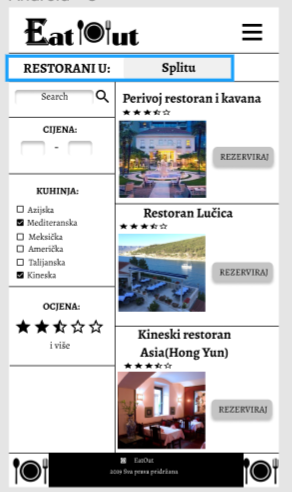 Eat Out
RESTORANI U: Splitu
Search
CIJENA:
-
KUHINJA:
Azijska
Mediteranska
Meksička
Američka
Talijanska
Kineska
OCJENA:
i više
Perivoj restoran i kavana
REZERVIRAJ
Restoran Lučica
REZERVIRAJ
Kineski restoran
Asia(Hong Yun)
REZERVIRAJ
EatOut
2019 Sva prava pridržana